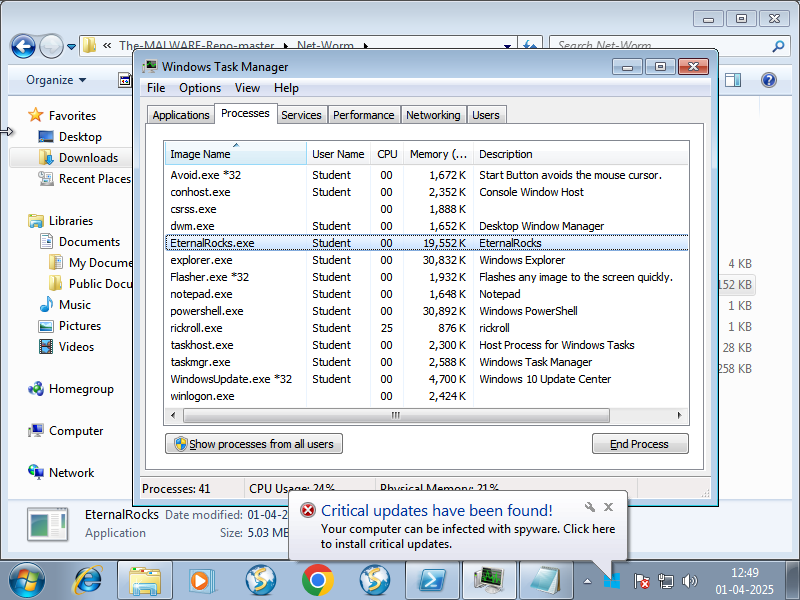 « The-MALWARE-Repo-master ▸ Net-Worm ▸
Search Net-Worm
Organize
Windows Task Manager
File Options View Help
Applications Processes Services Performance Networking Users
Favorites
Desktop
Downloads
Recent Places
Libraries
Documents
My Docume
Public Docu
Music
Pictures
Videos
Homegroup
Computer
Network
Image Name User Name CPU Memory (... Description
Avoid.exe *32 Student 00 1,672 K Start Button avoids the mouse cursor.
conhost.exe Student 00 2,352 K Console Window Host
csrss.exe 00 1,888 K
dwm.exe Student 00 1,652 K Desktop Window Manager
EternalRocks.exe Student 00 19,552 K EternalRocks
explorer.exe Student 00 30,832 K Windows Explorer
Flasher.exe *32 Student 00 1,932 K Flashes any image to the screen quickly.
notepad.exe Student 00 1,648 K Notepad
powershell.exe Student 00 30,892 K Windows PowerShell
rickroll.exe Student 25 876 K rickroll
taskhost.exe Student 00 2,300 K Host Process for Windows Tasks
taskmgr.exe Student 00 2,588 K Windows Task Manager
WindowsUpdate.exe *32 Student 00 4,700 K Windows 10 Update Center
winlogon.exe 00 2,424 K
4 KB
152 KB
1 KB
1 KB
28 KB
258 KB
Show processes from all users
End Process
Processes: 41 CPU Usage: 24% Physical Memory: 21%
EternalRocks Date modified: 01-04-2
Application Size: 5.03 MB
Critical updates have been found!
Your computer can be infected with spyware. Click here
to install critical updates.
12:49
01-04-2025